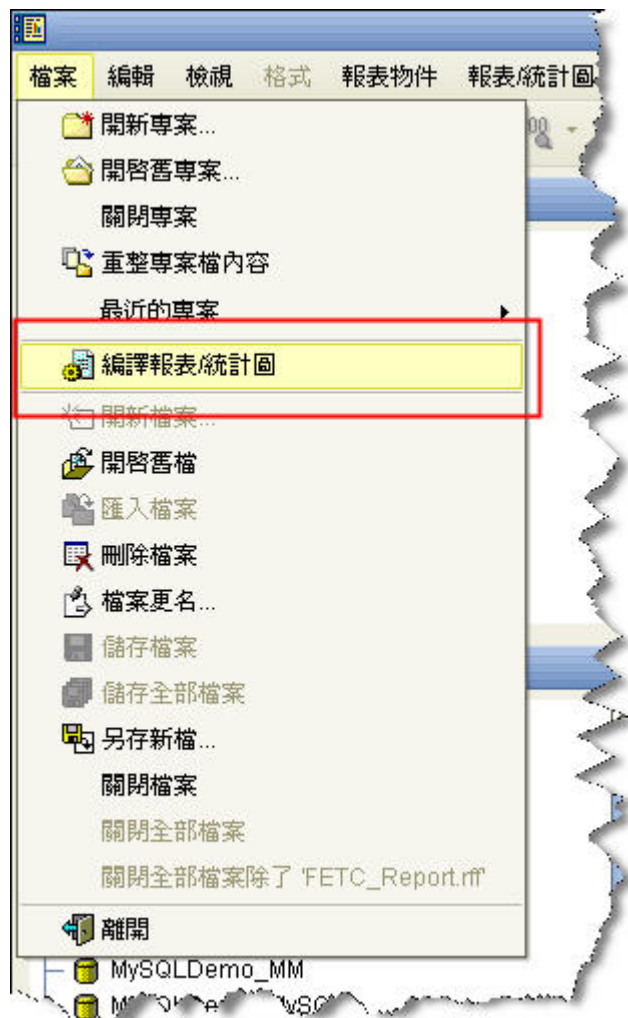 檔案 編輯 檢視 格式 報表物件 報表/統計圖
開新專案...
開啓舊專案...
關閉專案
重整專案檔內容
最近的專案
編譯報表/統計圖
開新檔案...
開啓舊檔
匯入檔案
刪除檔案
檔案更名...
儲存檔案
儲存全部檔案
另存新檔...
關閉檔案
關閉全部檔案
關閉全部檔案除了 'FETC_Report.rff'
離開
MySQLDemo_MM